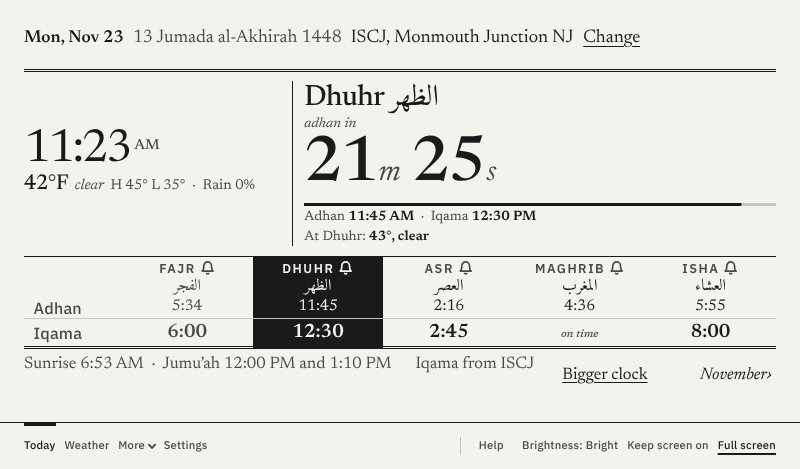 Mon, Nov 23 13 Jumada al-Akhirah 1448 ISCJ, Monmouth Junction NJ Change
11:23 AM
42°F clear H 45° L 35° · Rain 0%
Dhuhr الظهر
adhan in
21m 25s
Adhan 11:45 AM · Iqama 12:30 PM
At Dhuhr: 43°, clear
FAJR DHUHR ASR MAGHRIB ISHA
الفجر الظهر العصر المغرب العشاء
Adhan 5:34 11:45 2:16 4:36 5:55
Iqama 6:00 12:30 2:45 on time 8:00
Sunrise 6:53 AM · Jumu’ah 12:00 PM and 1:10 PM Iqama from ISCJ
Bigger clock November›
Today Weather More Settings Help Brightness: Bright Keep screen on Full screen